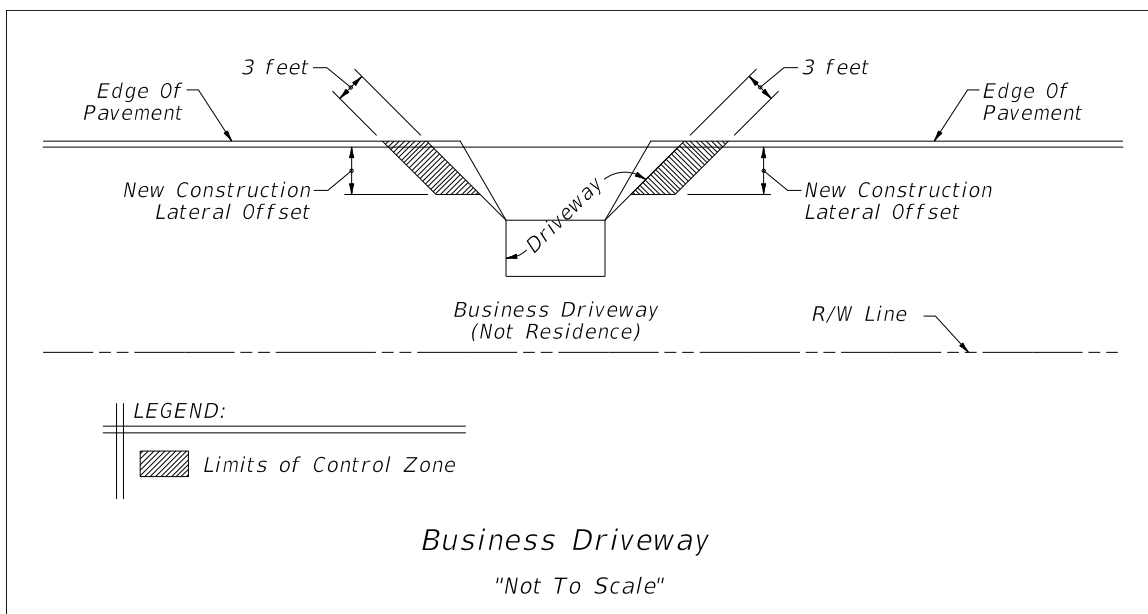 3 feet
3 feet
Edge Of
Pavement
Edge Of
Pavement
New Construction
Lateral Offset
Driveway
New Construction
Lateral Offset
Business Driveway
(Not Residence)
R/W Line
LEGEND:
Limits of Control Zone
Business Driveway
"Not To Scale"